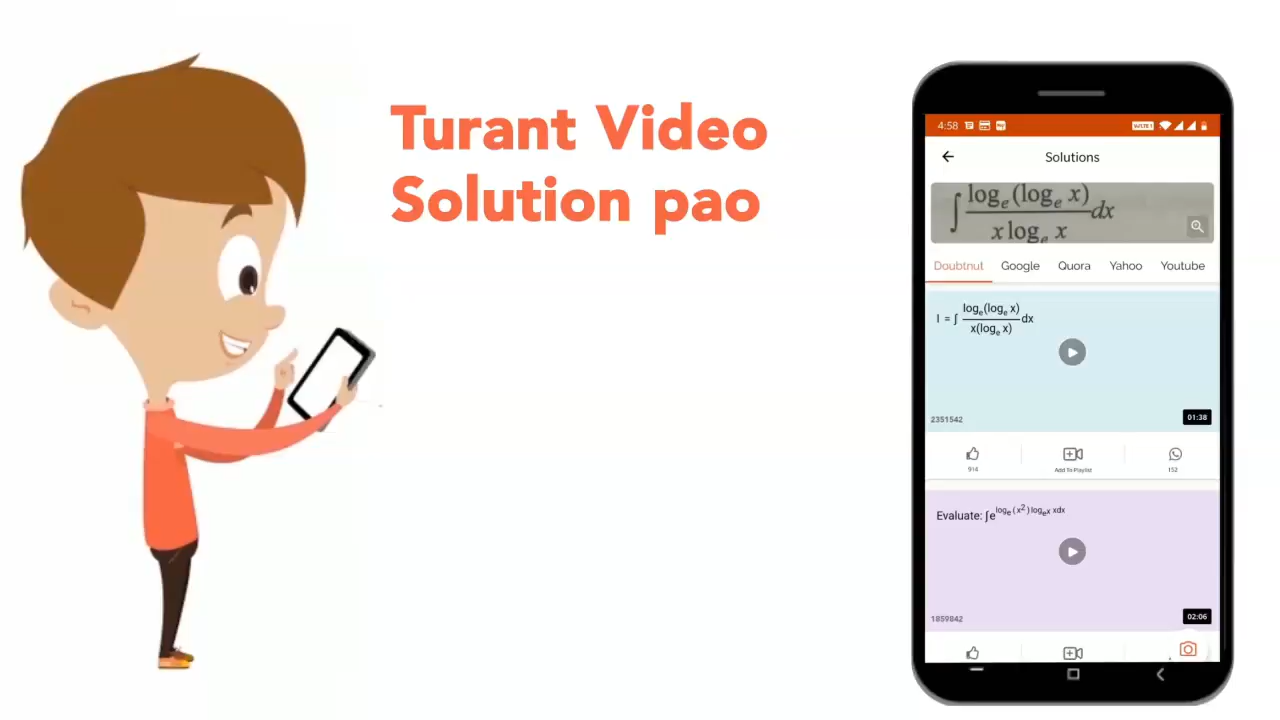 Turant Video
Solution pao
4:58
VoLTE1
Solutions
∫ logₑ(logₑ x) / x logₑ x dx
Doubtnut Google Quora Yahoo Youtube
I = ∫ logₑ(logₑ x) / x(logₑ x) dx
2351542 01:38
914 Add To Playlist 152
Evaluate: ∫e^logₑ(x²)logₑx xdx
1859842 02:06